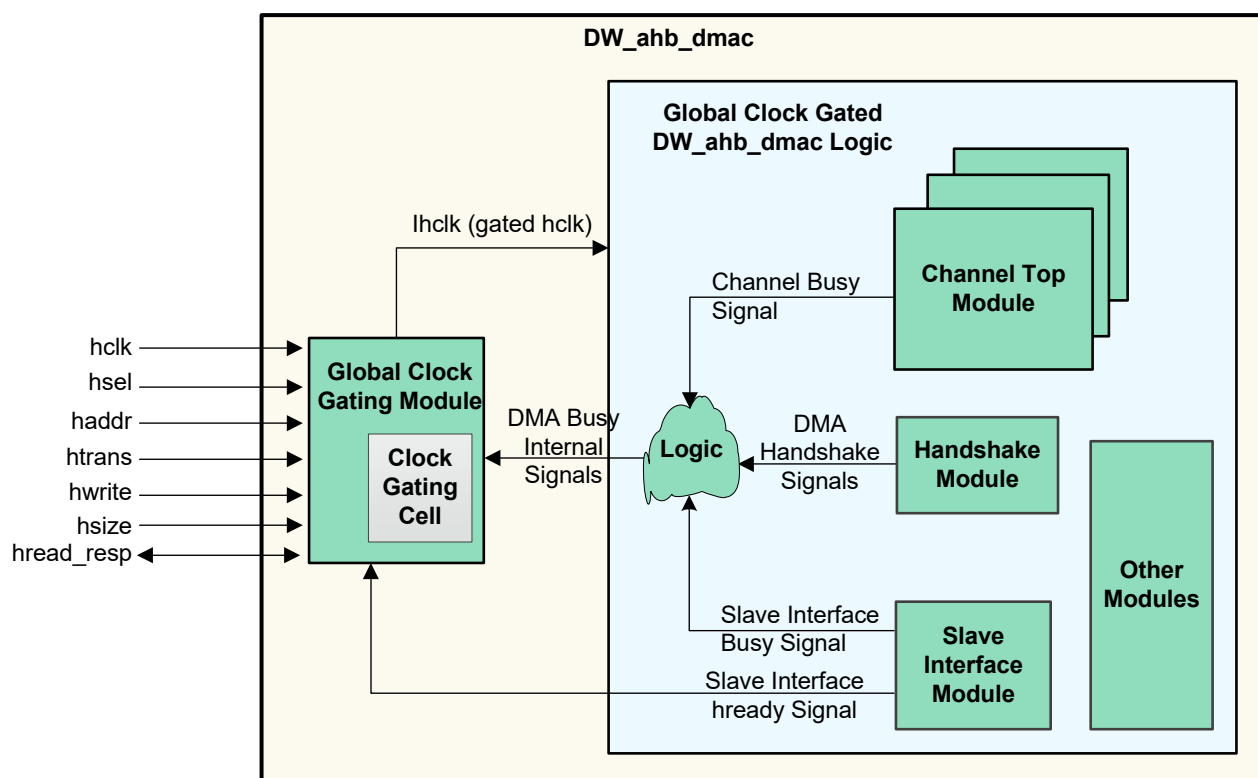 DW_ahb_dmac
Global Clock Gated
DW_ahb_dmac Logic
Ihclk (gated hclk)
Channel Busy
Signal
Channel Top
Module
hclk
hsel
haddr
htrans
hwrite
hsize
hread_resp
Global Clock
Gating Module
Clock
Gating
Cell
DMA Busy
Internal
Signals
Logic
DMA
Handshake
Signals
Handshake
Module
Other
Modules
Slave Interface
Busy Signal
Slave
Interface
Module
Slave Interface
hready Signal